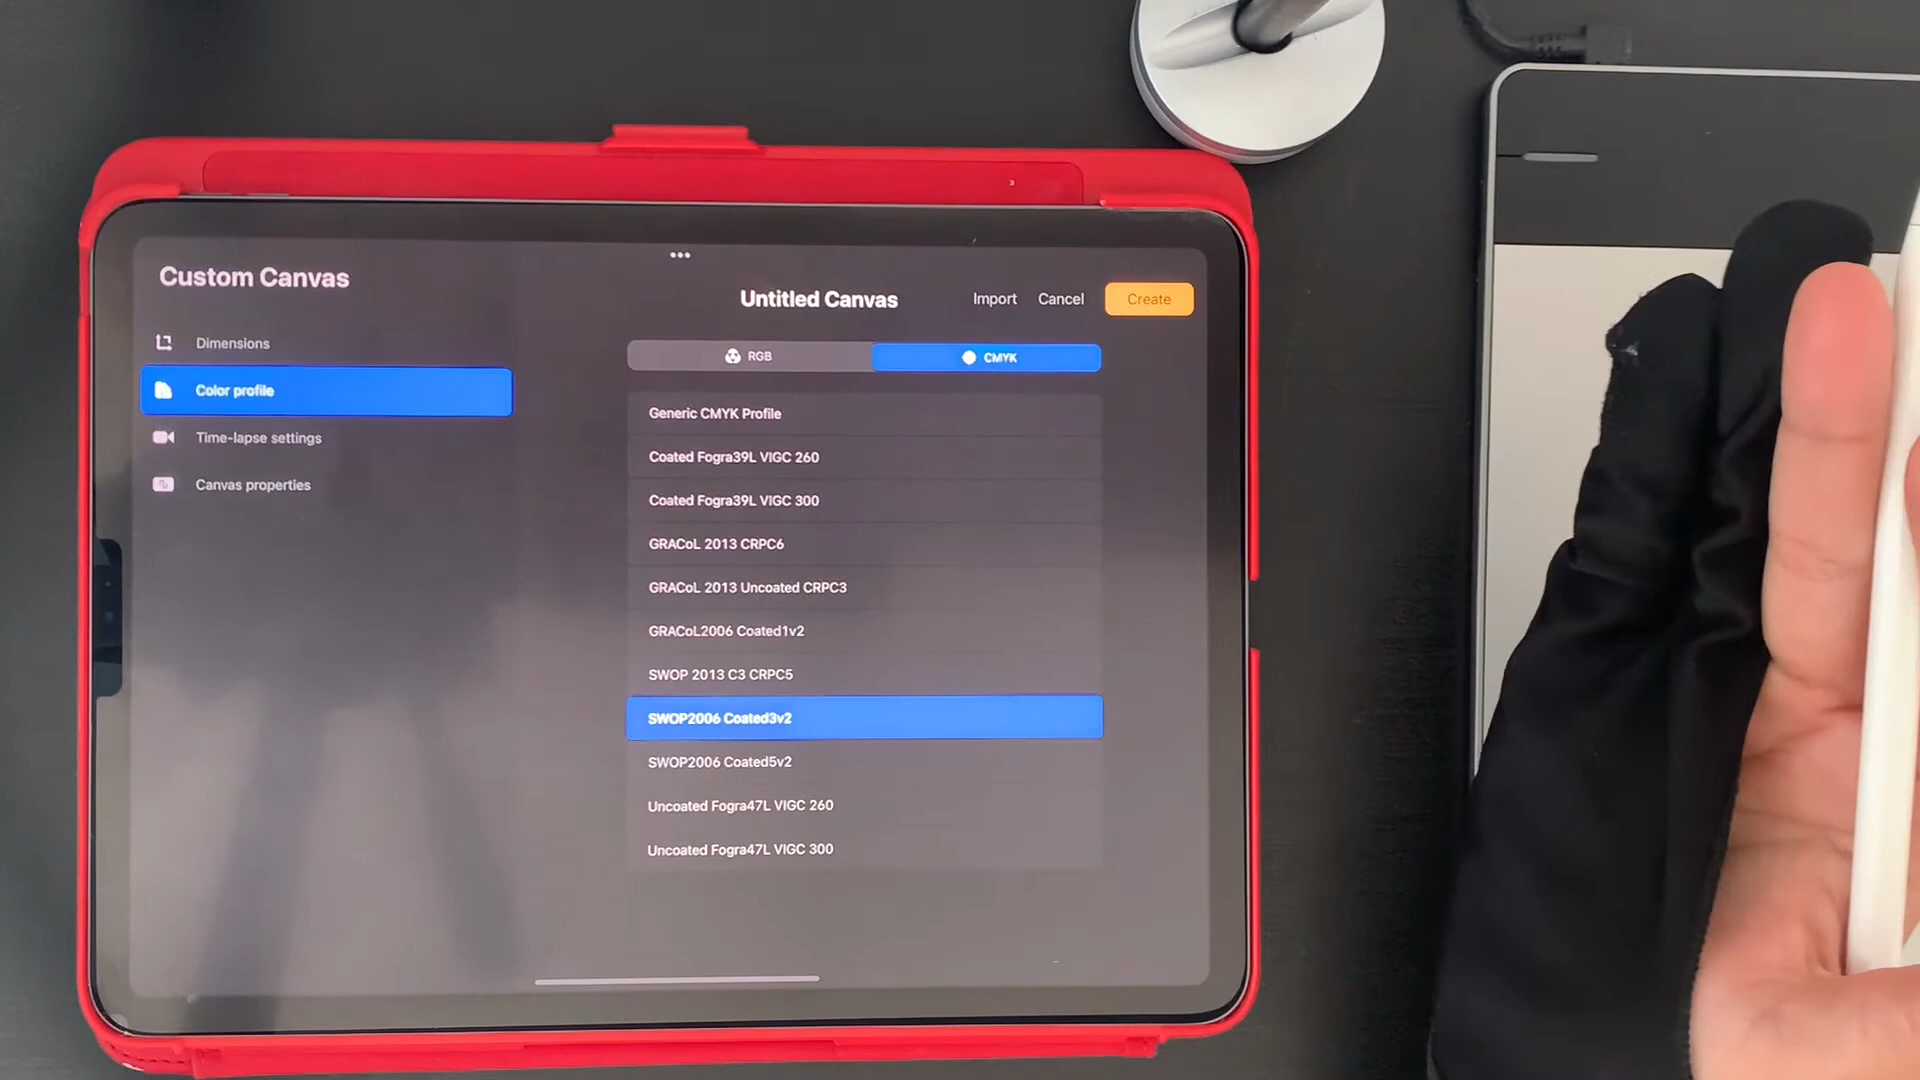 Custom Canvas
Dimensions
Color profile
Time-lapse settings
Canvas properties
Untitled Canvas
Import
Cancel
Create
RGB
CMYK
Generic CMYK Profile
Coated Fogra39L VIGC 260
Coated Fogra39L VIGC 300
GRACoL 2013 CRPC6
GRACoL 2013 Uncoated CRPC3
GRACoL2006 Coated1v2
SWOP 2013 C3 CRPC5
SWOP2006 Coated3v2
SWOP2006 Coated5v2
Uncoated Fogra47L VIGC 260
Uncoated Fogra47L VIGC 300